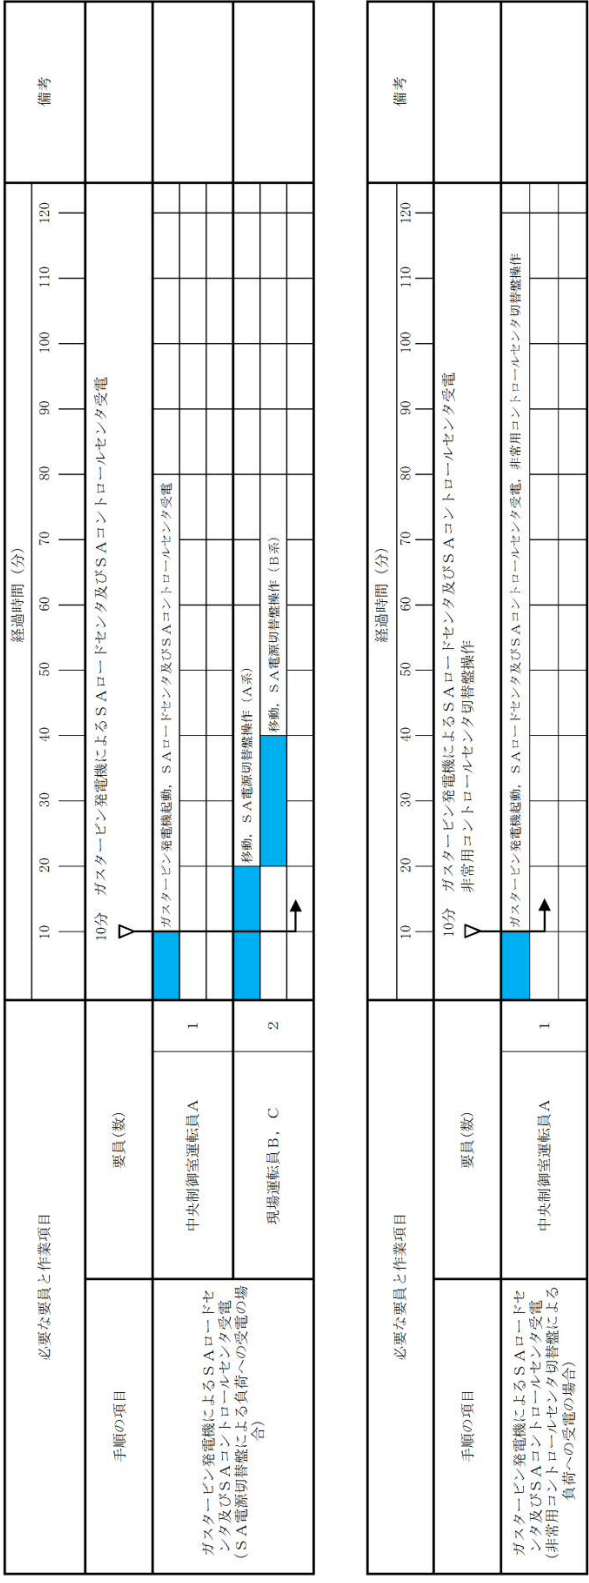 必要な要員と作業項目
経過時間（分）
備考
10 20 30 40 50 60 70 80 90 100 110 120
手順の項目
要員(数)
10分 ガスタービン発電機によるＳＡロードセンタ及びＳＡコントロールセンタ受電
ガスタービン発電機によるＳＡロードセ
ンタ及びＳＡコントロールセンタ受電
（ＳＡ電源切替盤による負荷への受電の場
合）
中央制御室運転員Ａ
1
ガスタービン発電機起動，ＳＡロードセンタ及びＳＡコントロールセンタ受電
現場運転員Ｂ，Ｃ
2
移動，ＳＡ電源切替盤操作（Ａ系）
移動，ＳＡ電源切替盤操作（Ｂ系）
必要な要員と作業項目
経過時間（分）
備考
10 20 30 40 50 60 70 80 90 100 110 120
手順の項目
要員(数)
10分 ガスタービン発電機によるＳＡロードセンタ及びＳＡコントロールセンタ受電
非常用コントロールセンタ切替盤操作
ガスタービン発電機によるＳＡロードセ
ンタ及びＳＡコントロールセンタ受電
（非常用コントロールセンタ切替盤による
負荷への受電の場合）
中央制御室運転員Ａ
1
ガスタービン発電機起動，ＳＡロードセンタ及びＳＡコントロールセンタ受電，非常用コントロールセンタ切替盤操作